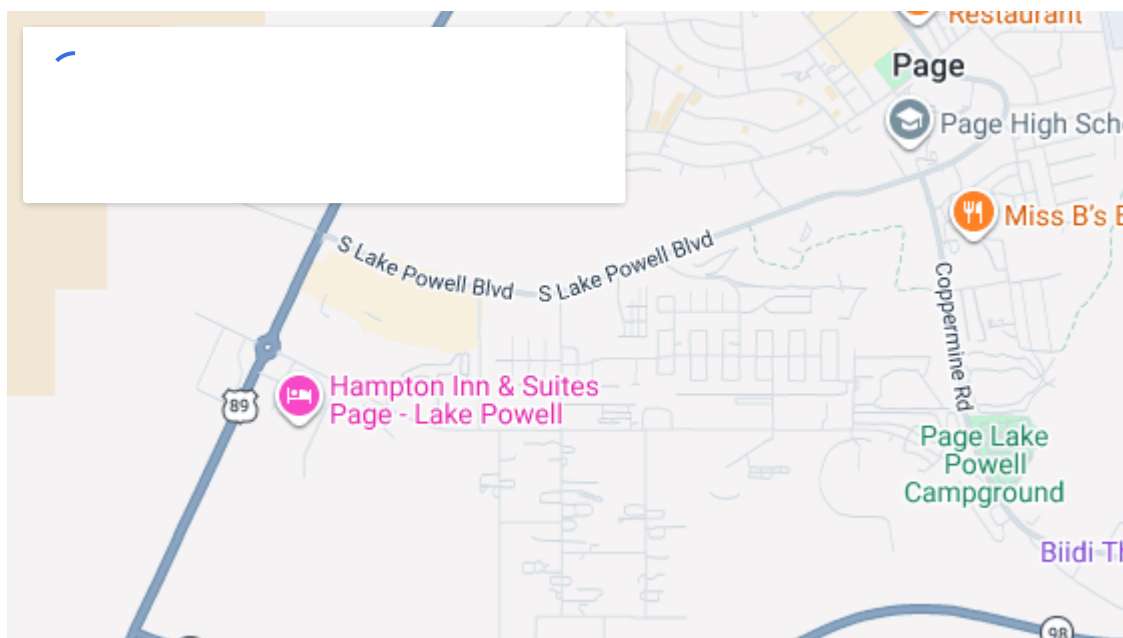 Restaurant
Page
Page High Sch
Miss B's
S Lake Powell Blvd
S Lake Powell Blvd
Coppermine Rd
89
Hampton Inn & Suites
Page - Lake Powell
Page Lake
Powell
Campground
Biidi
98